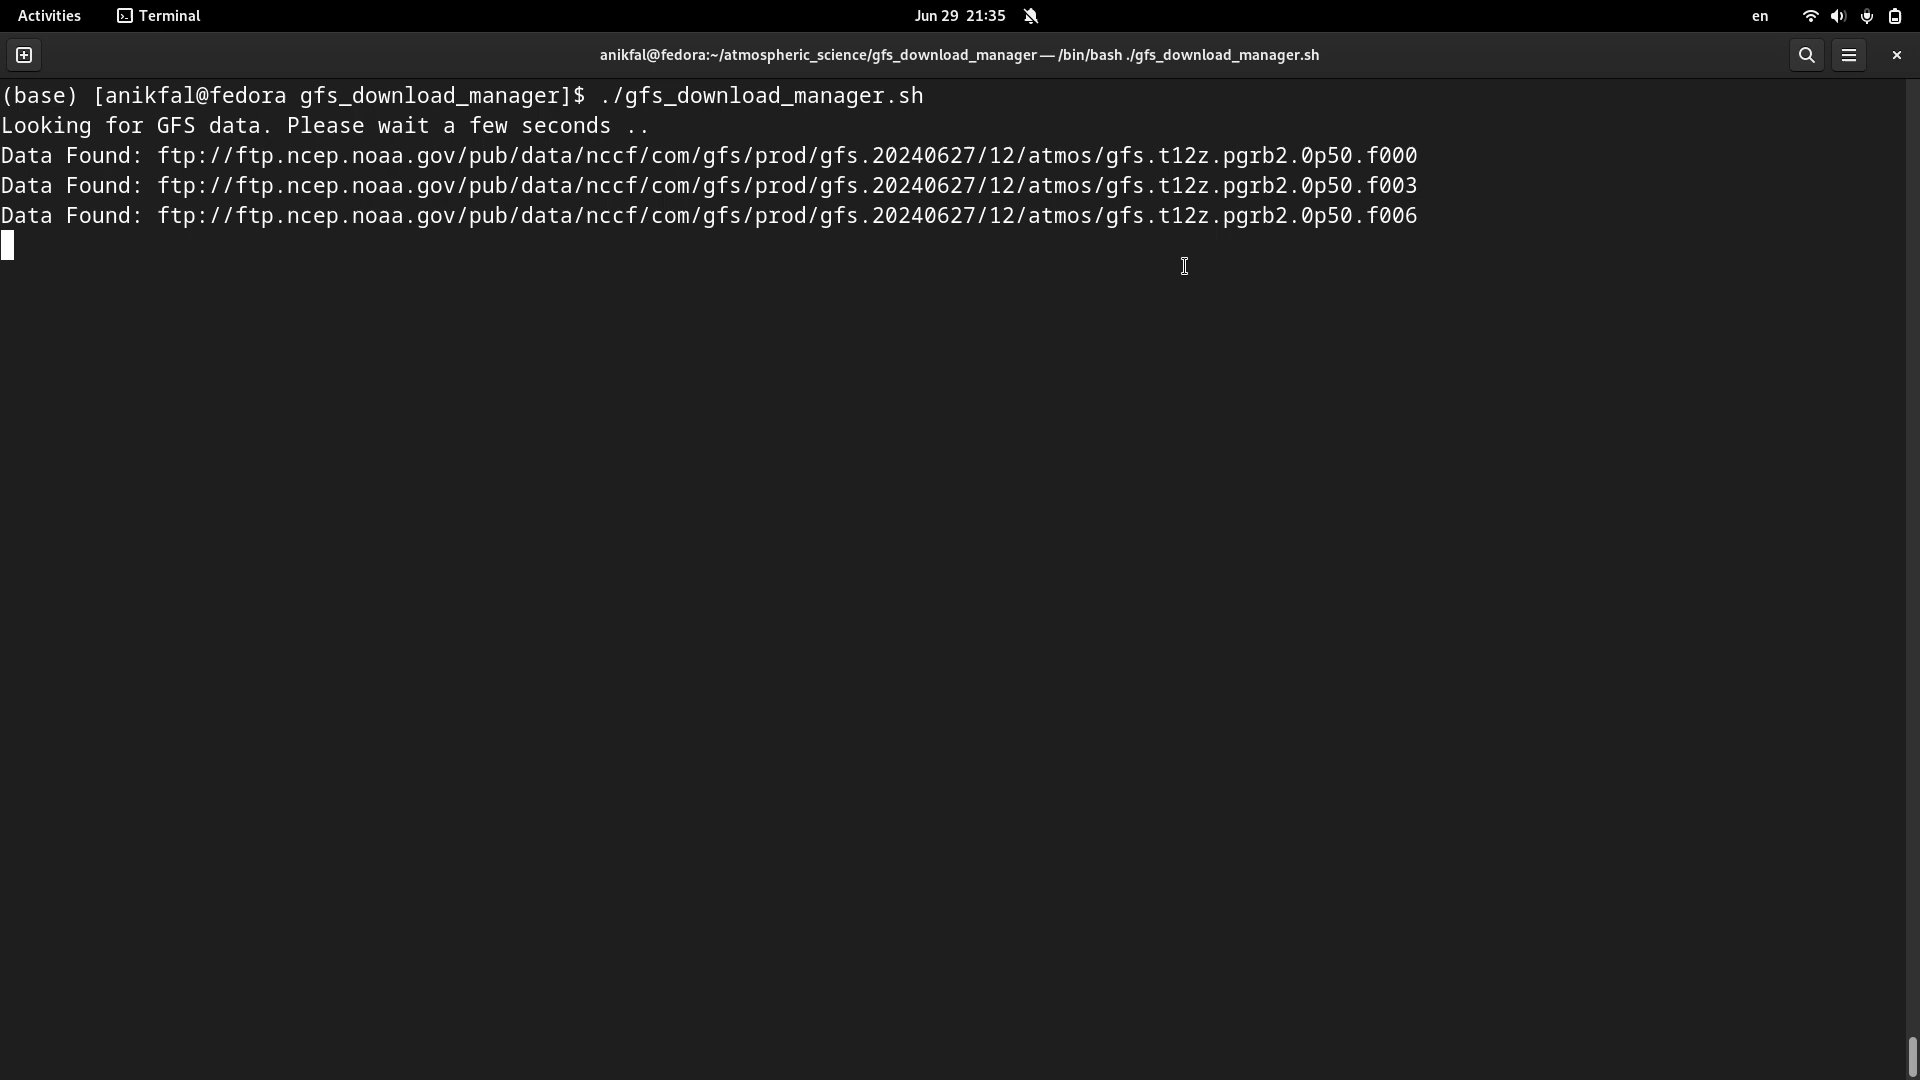 Activities Terminal Jun 29 21:35 en
anikfal@fedora:~/atmospheric_science/gfs_download_manager — /bin/bash ./gfs_download_manager.sh
(base) [anikfal@fedora gfs_download_manager]$ ./gfs_download_manager.sh
Looking for GFS data. Please wait a few seconds ..
Data Found: ftp://ftp.ncep.noaa.gov/pub/data/nccf/com/gfs/prod/gfs.20240627/12/atmos/gfs.t12z.pgrb2.0p50.f000
Data Found: ftp://ftp.ncep.noaa.gov/pub/data/nccf/com/gfs/prod/gfs.20240627/12/atmos/gfs.t12z.pgrb2.0p50.f003
Data Found: ftp://ftp.ncep.noaa.gov/pub/data/nccf/com/gfs/prod/gfs.20240627/12/atmos/gfs.t12z.pgrb2.0p50.f006